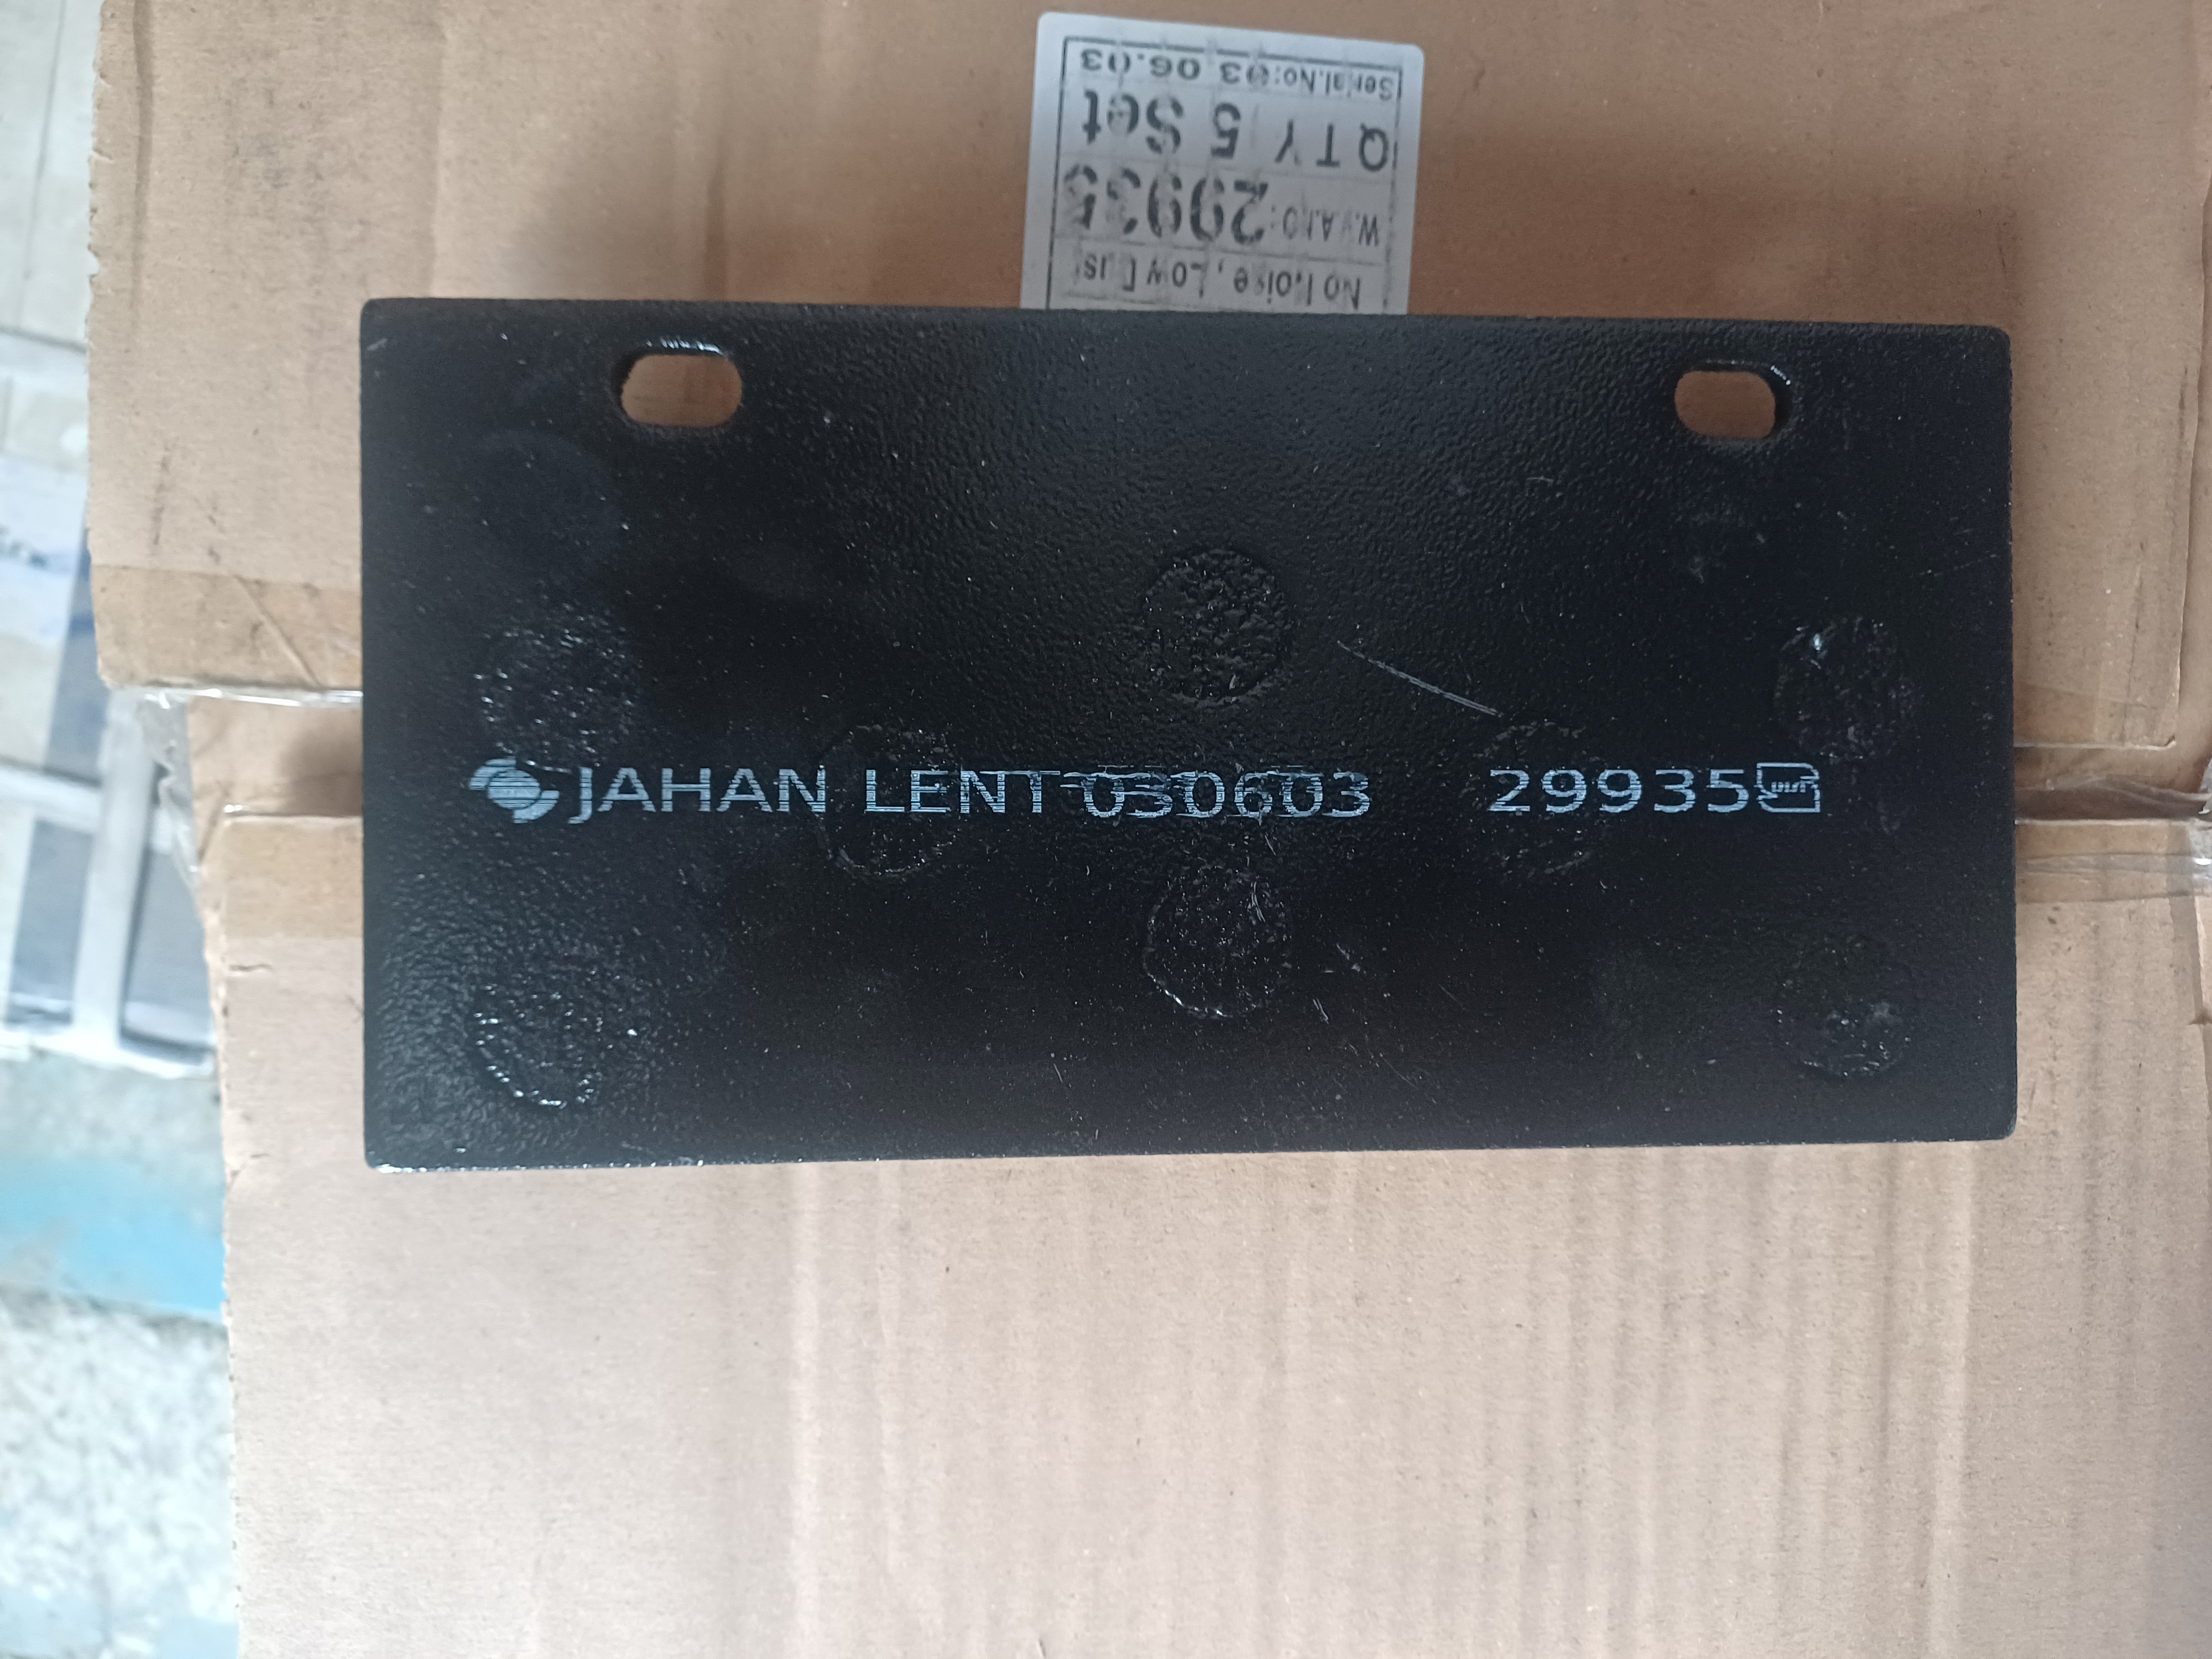 Serial.No:03 06.03
QTY 5 Set
29935
No Noise, Low Dus
JAHAN LENT 030603 29935